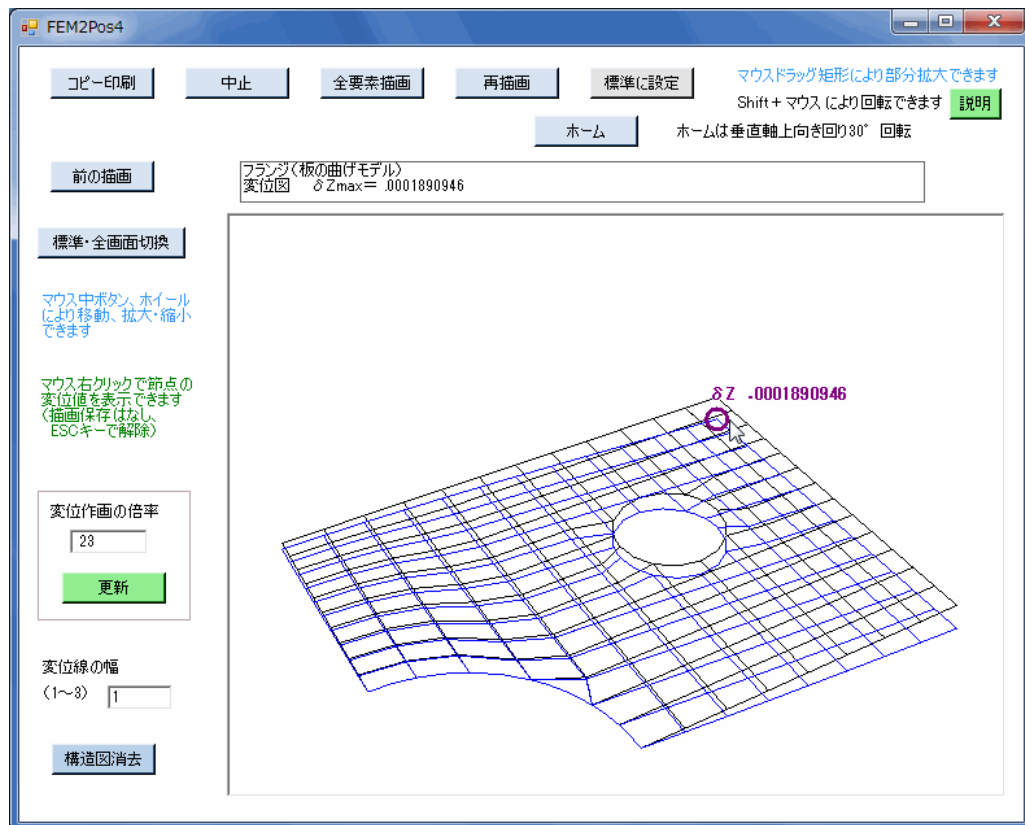 FEM2Pos4
コピー印刷
中止
全要素描画
再描画
標準に設定
マウスドラッグ矩形により部分拡大できます
Shift+マウスにより回転できます
説明
ホーム
ホームは垂直軸上向き回り30° 回転
前の描画
フランジ(板の曲げモデル)
変位図 δZmax= .0001890946
標準・全画面切換
マウス中ボタン、ホイール
により移動、拡大・縮小
できます
マウス右クリックで節点の
変位値を表示できます
(描画保存はなし、
ESCキーで解除)
δZ .0001890946
変位作画の倍率
23
更新
変位線の幅
(1~3) 1
構造図消去